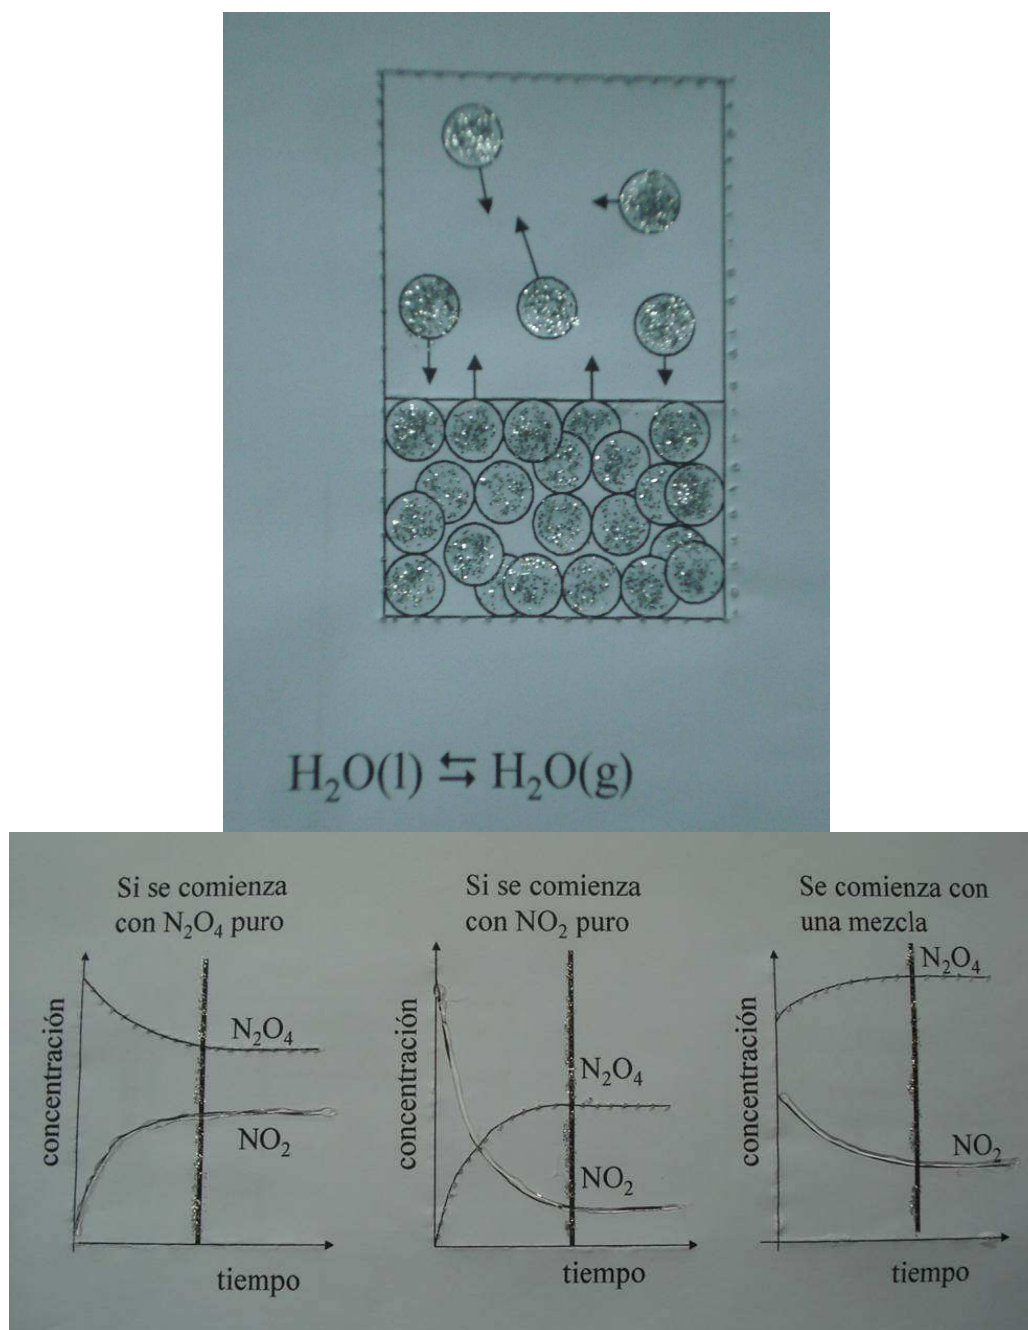 H₂O(l) ⇆ H₂O(g)
Si se comienza
con N₂O₄ puro
concentración
N₂O₄
NO₂
tiempo
Si se comienza
con NO₂ puro
concentración
N₂O₄
NO₂
tiempo
Se comienza con
una mezcla
concentración
N₂O₄
NO₂
tiempo